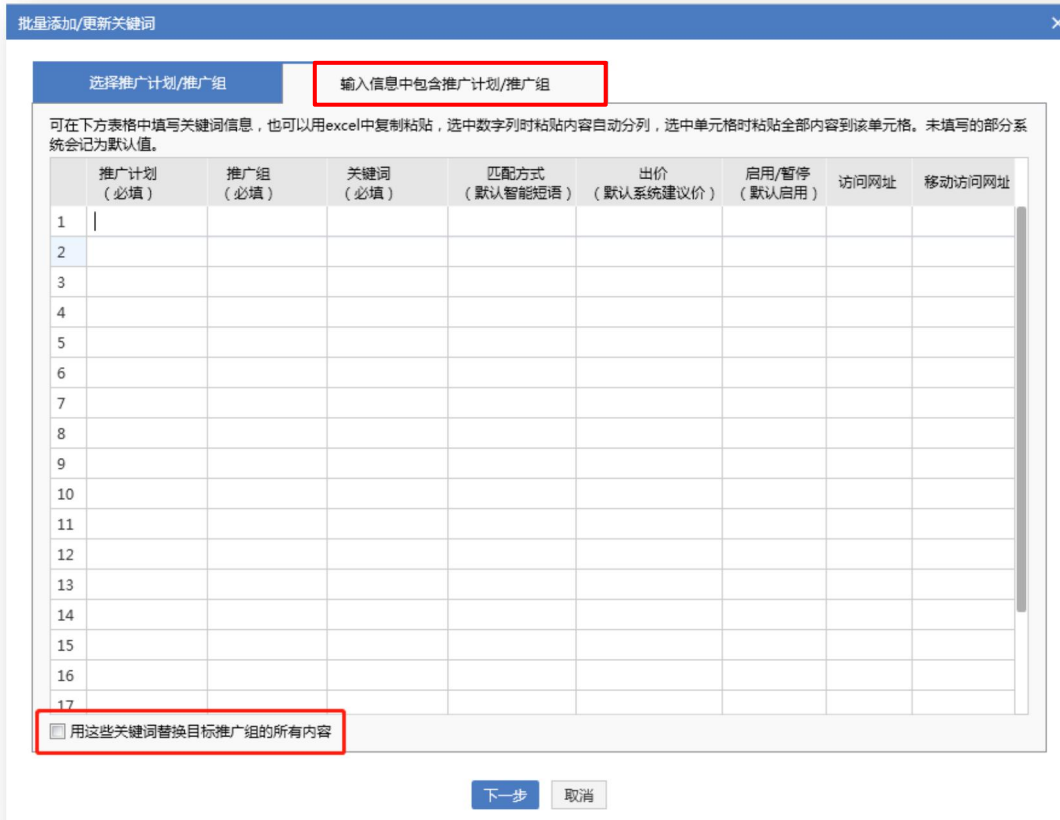 批量添加/更新关键词
选择推广计划/推广组
输入信息中包含推广计划/推广组
可在下方表格中填写关键词信息，也可以用excel中复制粘贴，选中数字列时粘贴内容自动分列，选中单元格时粘贴全部内容到该单元格。未填写的部分系
统会记为默认值。
推广计划 推广组 关键词 匹配方式 出价 启用/暂停 访问网址 移动访问网址
（必填） （必填） （必填） （默认智能短语） （默认系统建议价） （默认启用）
1
2
3
4
5
6
7
8
9
10
11
12
13
14
15
16
17
用这些关键词替换目标推广组的所有内容
下一步 取消